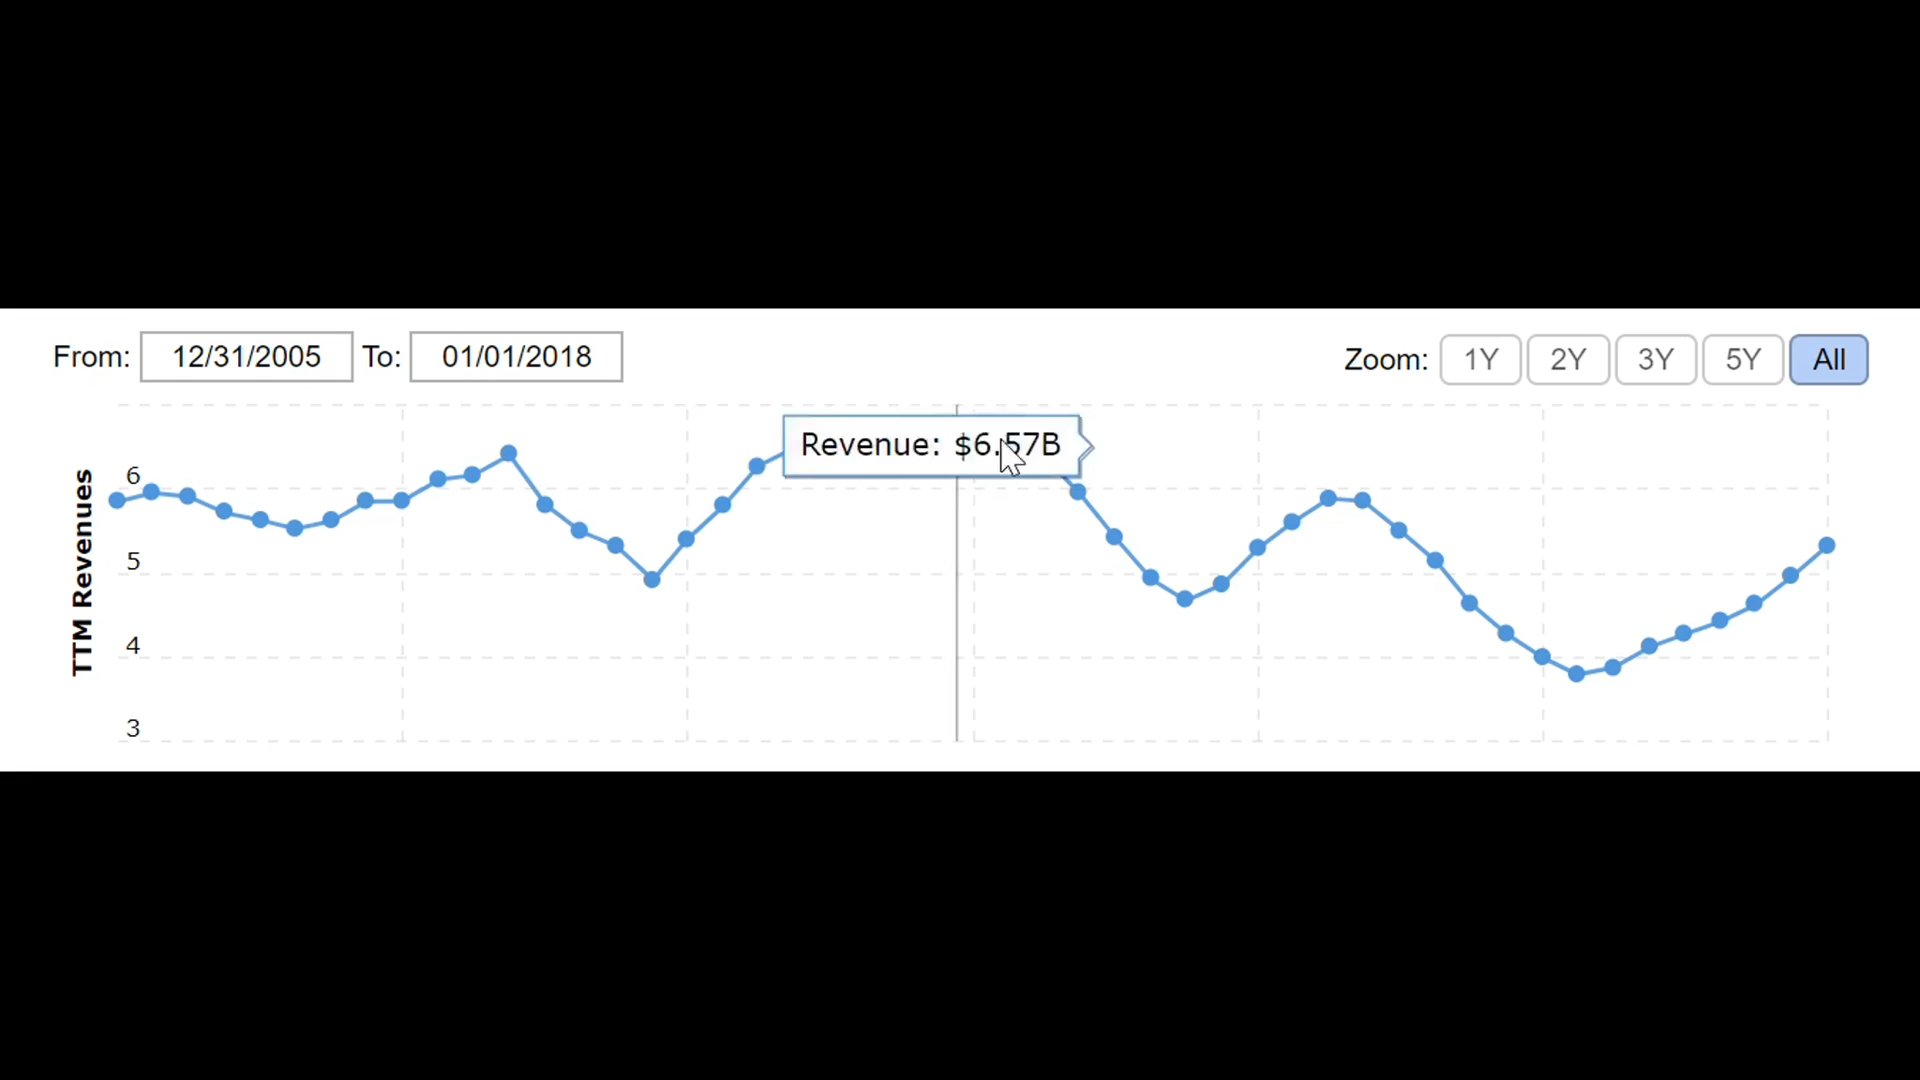 From: 12/31/2005 To: 01/01/2018
Zoom: 1Y 2Y 3Y 5Y All
Revenue: $6.57B
TTM Revenues
6
5
4
3